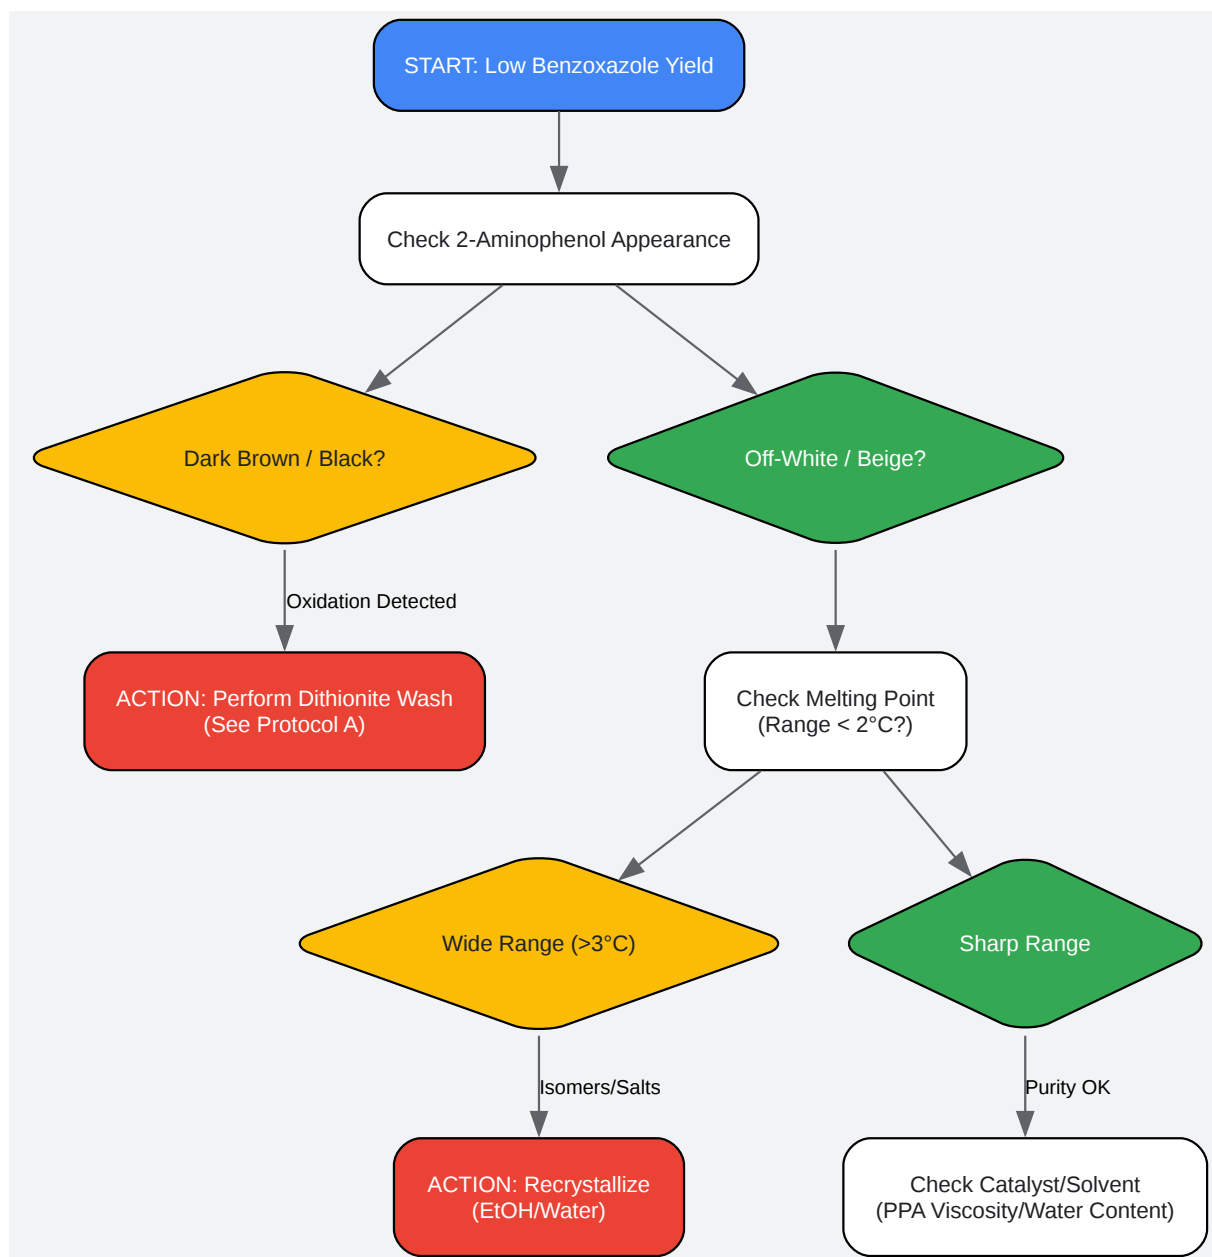 START: Low Benzoxazole Yield
Check 2-Aminophenol Appearance
Dark Brown / Black?
Off-White / Beige?
Oxidation Detected
ACTION: Perform Dithionite Wash
(See Protocol A)
Check Melting Point
(Range < 2°C?)
Wide Range (>3°C)
Sharp Range
Isomers/Salts
Purity OK
ACTION: Recrystallize
(EtOH/Water)
Check Catalyst/Solvent
(PPA Viscosity/Water Content)